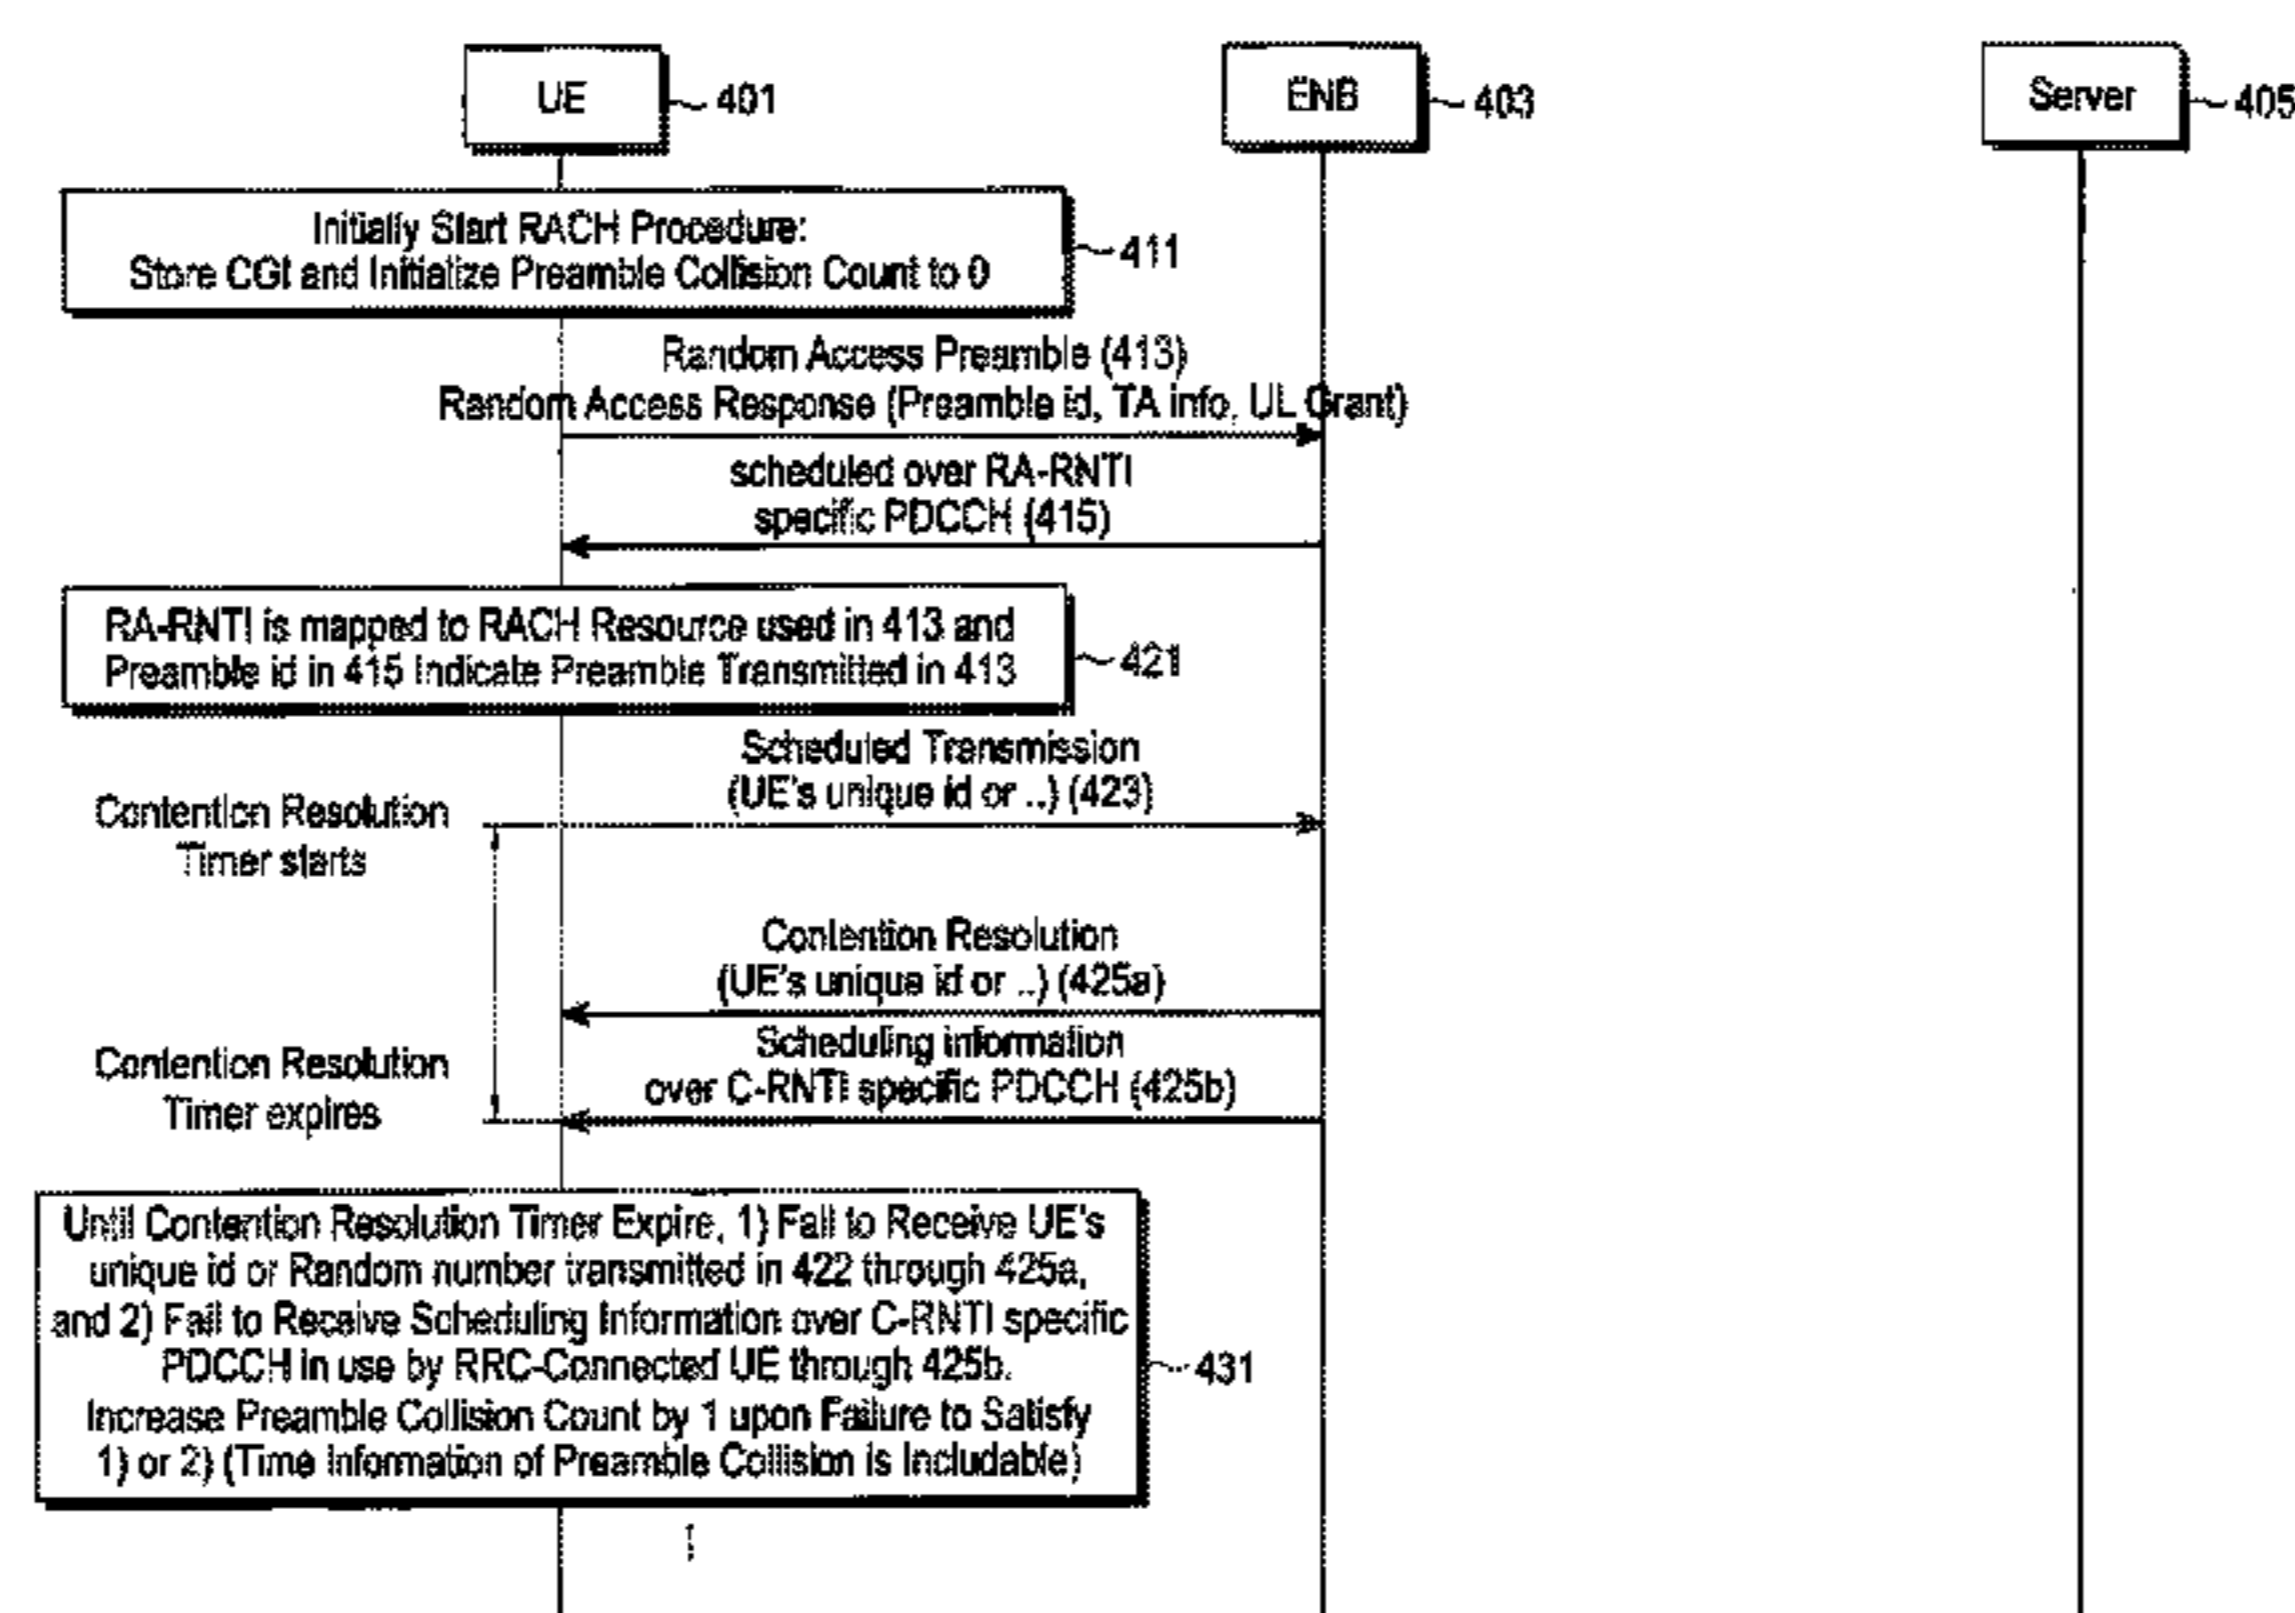 UE
401
ENB
403
Server
405
Initially Start RACH Procedure:
Store CGI and Initialize Preamble Collision Count to 0
411
Random Access Preamble (413)
Random Access Response (Preamble id, TA info, UL Grant)
scheduled over RA-RNTI
specific PDCCH (415)
RA-RNTI is mapped to RACH Resource used in 413 and
Preamble id in 415 Indicate Preamble Transmitted in 413
421
Scheduled Transmission
(UE's unique id or ..) (423)
Contention Resolution
Timer starts
Contention Resolution
(UE's unique id or ..) (425a)
Scheduling information
over C-RNTI specific PDCCH (425b)
Contention Resolution
Timer expires
Until Contention Resolution Timer Expire, 1) Fail to Receive UE's
unique id or Random number transmitted in 422 through 425a,
and 2) Fail to Receive Scheduling Information over C-RNTI specific
PDCCH in use by RRC-Connected UE through 425b.
Increase Preamble Collision Count by 1 upon Failure to Satisfy
1) or 2) (Time Information of Preamble Collision is Includable)
431